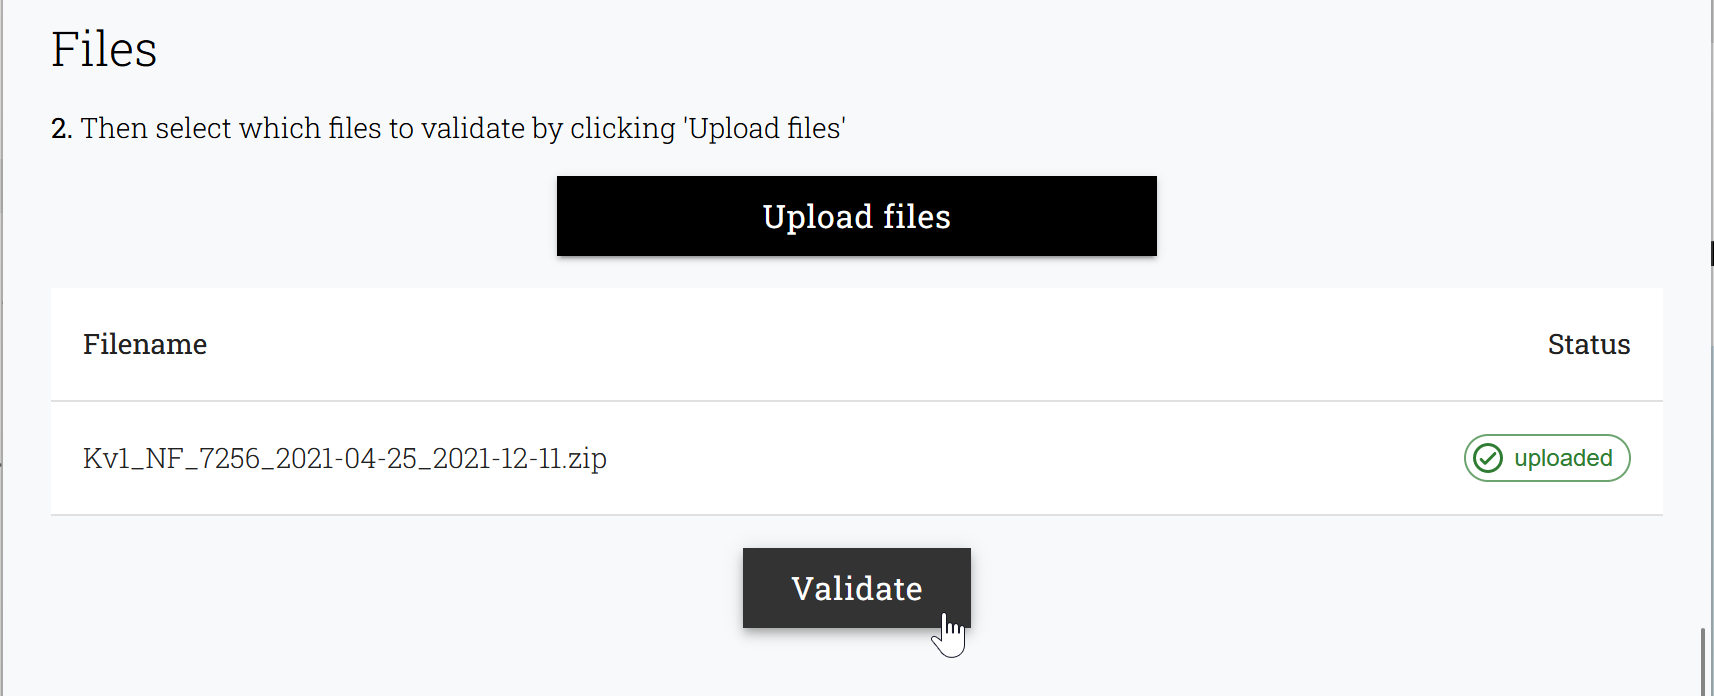 Files
2. Then select which files to validate by clicking 'Upload files'
Upload files
Filename Status
Kv1_NF_7256_2021-04-25_2021-12-11.zip uploaded
Validate